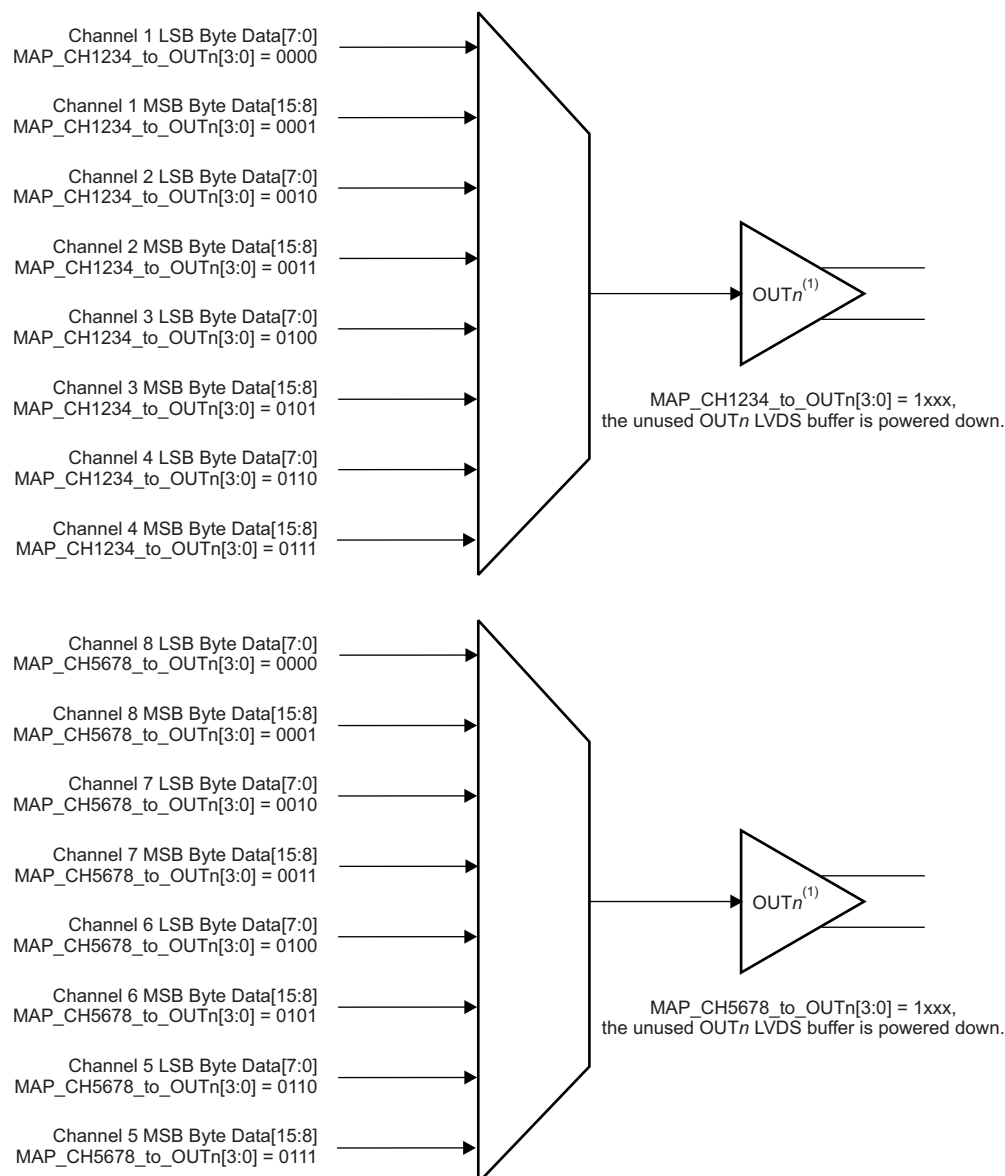 Channel 1 LSB Byte Data[7:0]
MAP_CH1234_to_OUTn[3:0] = 0000
Channel 1 MSB Byte Data[15:8]
MAP_CH1234_to_OUTn[3:0] = 0001
Channel 2 LSB Byte Data[7:0]
MAP_CH1234_to_OUTn[3:0] = 0010
Channel 2 MSB Byte Data[15:8]
MAP_CH1234_to_OUTn[3:0] = 0011
Channel 3 LSB Byte Data[7:0]
MAP_CH1234_to_OUTn[3:0] = 0100
Channel 3 MSB Byte Data[15:8]
MAP_CH1234_to_OUTn[3:0] = 0101
Channel 4 LSB Byte Data[7:0]
MAP_CH1234_to_OUTn[3:0] = 0110
Channel 4 MSB Byte Data[15:8]
MAP_CH1234_to_OUTn[3:0] = 0111
OUTn(1)
MAP_CH1234_to_OUTn[3:0] = 1xxx,
the unused OUTn LVDS buffer is powered down.
Channel 8 LSB Byte Data[7:0]
MAP_CH5678_to_OUTn[3:0] = 0000
Channel 8 MSB Byte Data[15:8]
MAP_CH5678_to_OUTn[3:0] = 0001
Channel 7 LSB Byte Data[7:0]
MAP_CH5678_to_OUTn[3:0] = 0010
Channel 7 MSB Byte Data[15:8]
MAP_CH5678_to_OUTn[3:0] = 0011
Channel 6 LSB Byte Data[7:0]
MAP_CH5678_to_OUTn[3:0] = 0100
Channel 6 MSB Byte Data[15:8]
MAP_CH5678_to_OUTn[3:0] = 0101
Channel 5 LSB Byte Data[7:0]
MAP_CH5678_to_OUTn[3:0] = 0110
Channel 5 MSB Byte Data[15:8]
MAP_CH5678_to_OUTn[3:0] = 0111
OUTn(1)
MAP_CH5678_to_OUTn[3:0] = 1xxx,
the unused OUTn LVDS buffer is powered down.